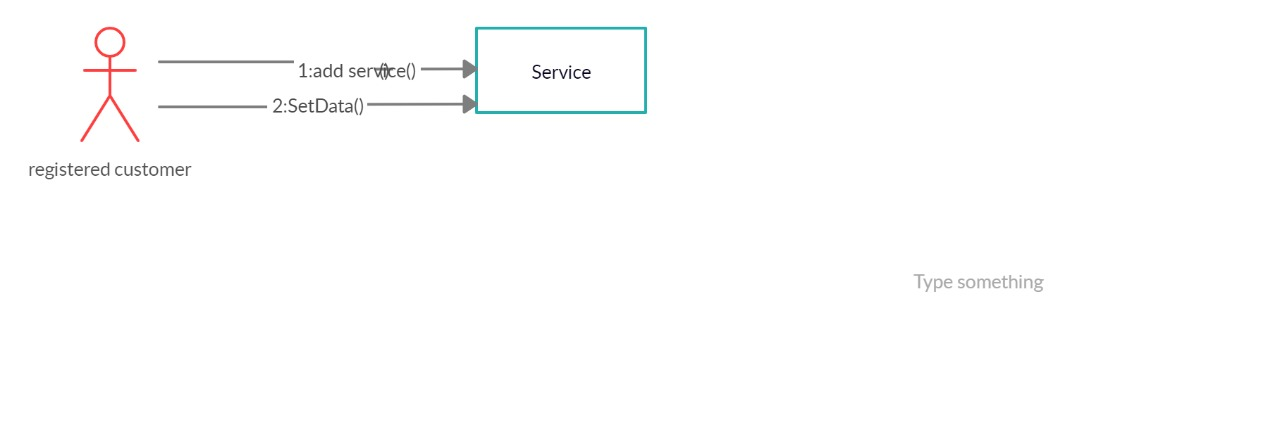 1:add service()
Service
2:SetData()
registered customer
Type something